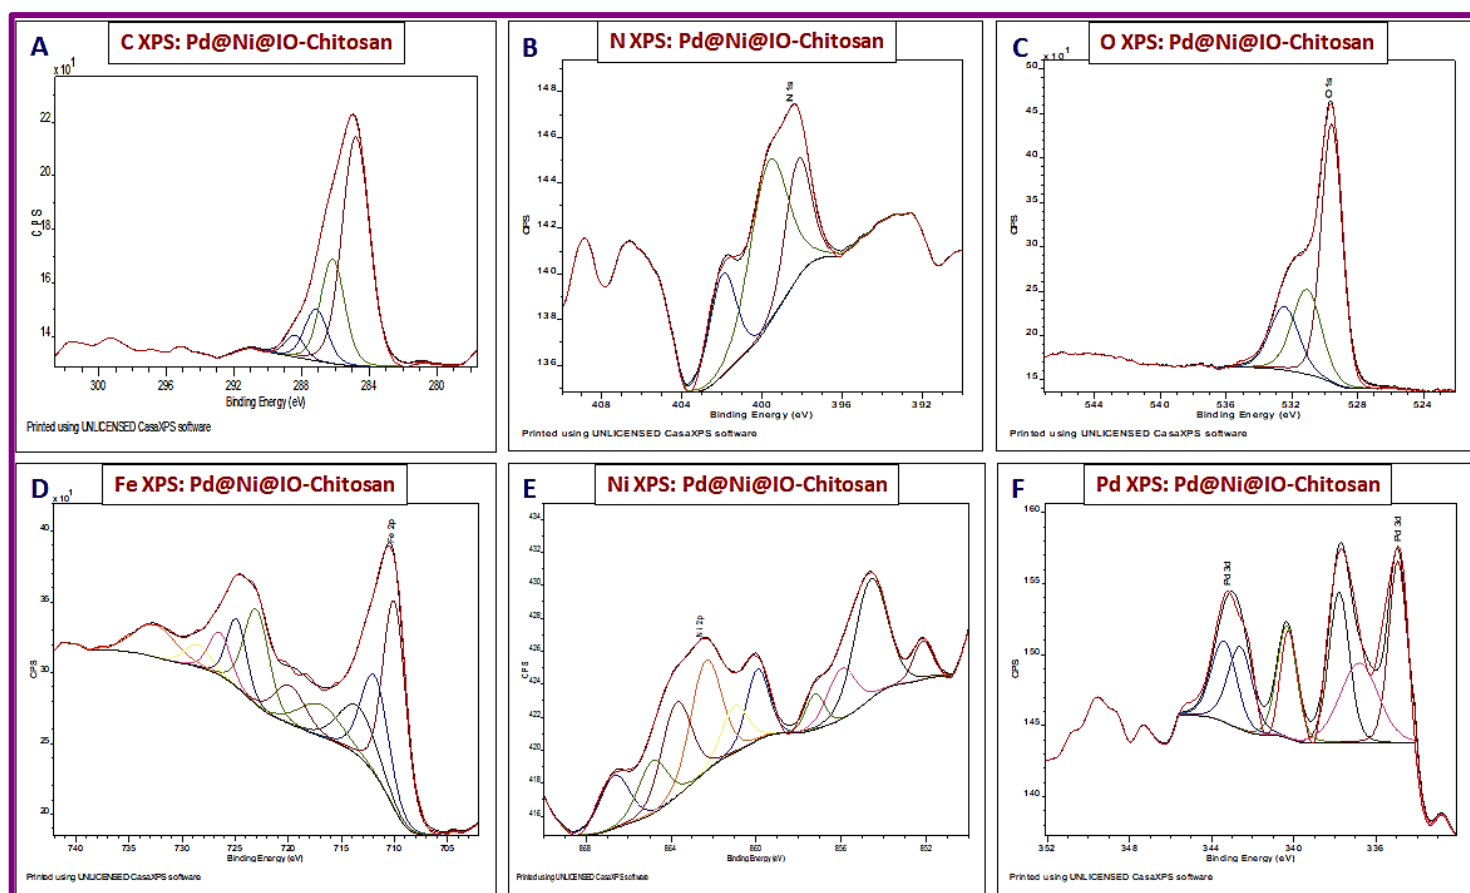 A
C XPS: Pd@Ni@IO-Chitosan
x 10^1
22
20
18
16
14
CPS
300
296
292
288
284
280
Binding Energy (eV)
Printed using UNLICENSED CasaXPS software
B
N XPS: Pd@Ni@IO-Chitosan
N 1s
148
146
144
142
140
138
136
CPS
408
404
400
396
392
Binding Energy (eV)
Printed using UNLICENSED CasaXPS software
C
O XPS: Pd@Ni@IO-Chitosan
x 10^1
O 1s
50
45
40
35
30
25
20
15
CPS
544
540
536
532
528
524
Binding Energy (eV)
Printed using UNLICENSED CasaXPS software
D
Fe XPS: Pd@Ni@IO-Chitosan
x 10^1
Fe 2p
40
35
30
25
20
CPS
740
730
725
720
715
710
705
Binding Energy (eV)
Printed using UNLICENSED CasaXPS software
E
Ni XPS: Pd@Ni@IO-Chitosan
Ni 2p
434
432
430
428
426
424
422
420
418
416
CPS
868
864
860
856
852
Binding Energy (eV)
Printed using UNLICENSED CasaXPS software
F
Pd XPS: Pd@Ni@IO-Chitosan
Pd 3d
Pd 3d
160
155
150
145
140
CPS
352
348
344
340
336
Binding Energy (eV)
Printed using UNLICENSED CasaXPS software